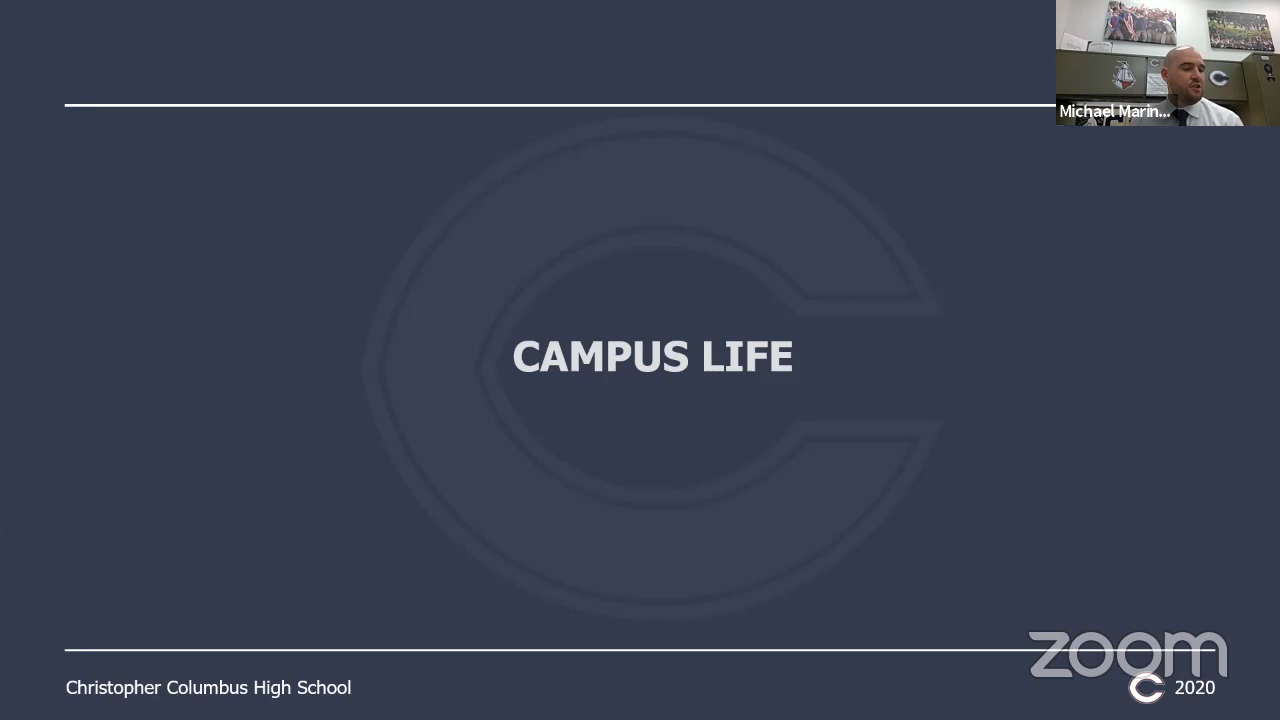 Michael Marin...
CAMPUS LIFE
zoom
Christopher Columbus High School
C 2020